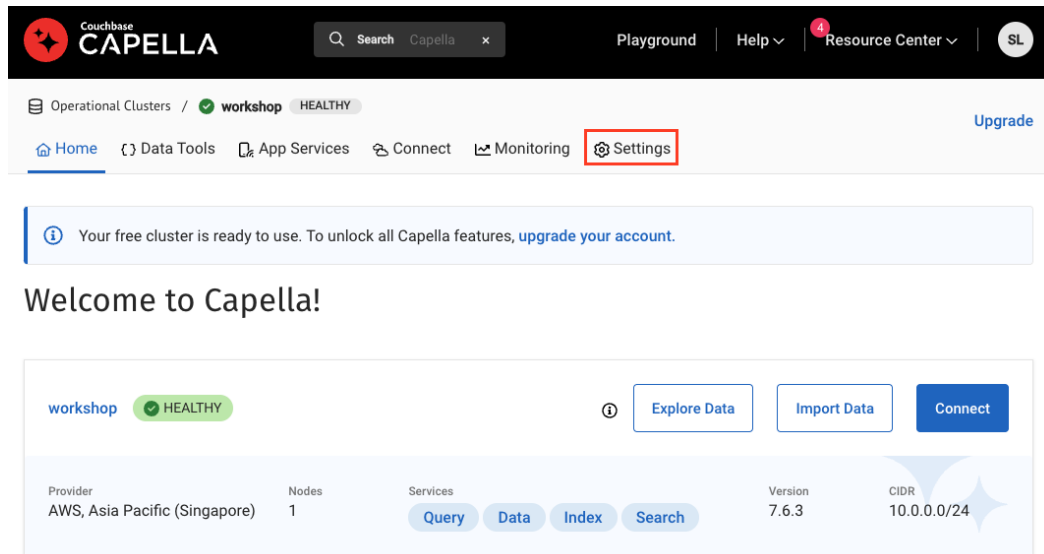 Couchbase
CAPELLA
Search Capella ×
Playground
Help
4
Resource Center
SL
Operational Clusters / workshop HEALTHY
Upgrade
Home
{} Data Tools
App Services
Connect
Monitoring
Settings
Your free cluster is ready to use. To unlock all Capella features, upgrade your account.
Welcome to Capella!
workshop HEALTHY
Explore Data
Import Data
Connect
Provider Nodes Services Version CIDR
AWS, Asia Pacific (Singapore) 1 Query Data Index Search 7.6.3 10.0.0.0/24